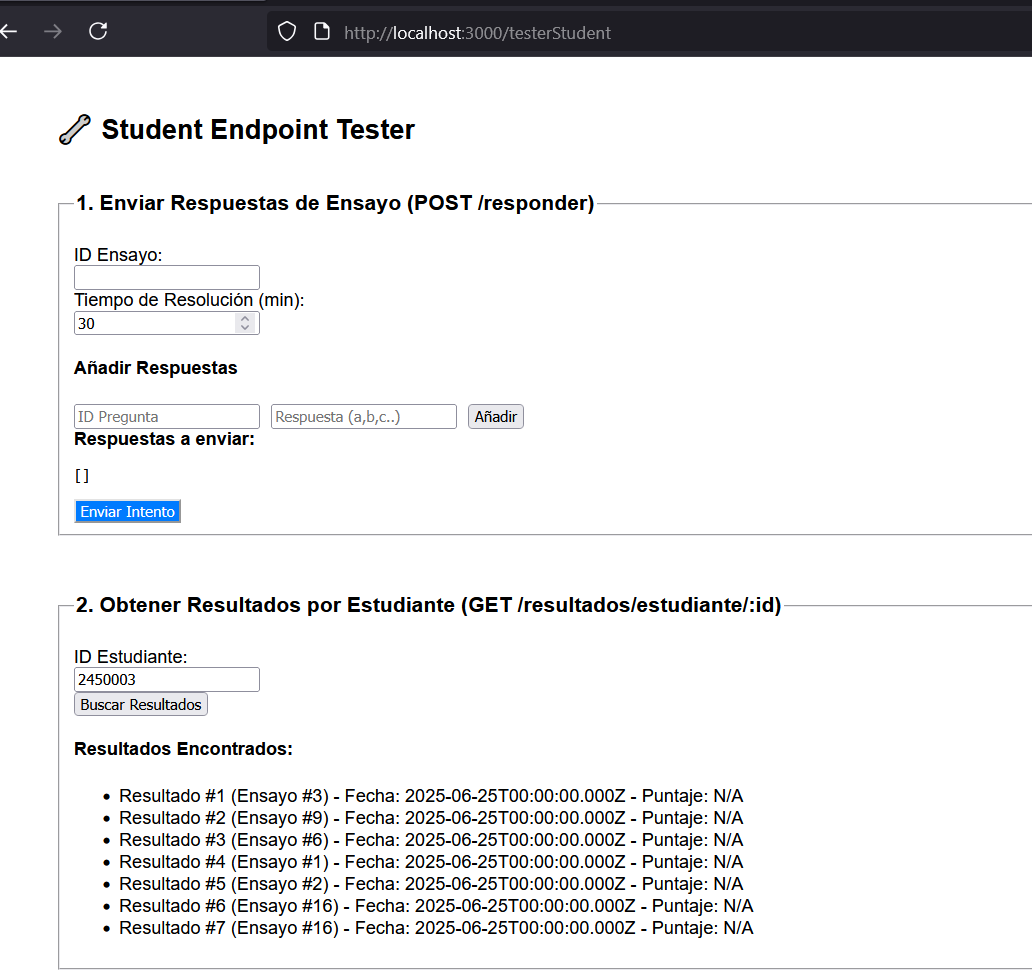 http://localhost:3000/testerStudent
Student Endpoint Tester
1. Enviar Respuestas de Ensayo (POST /responder)
ID Ensayo:
Tiempo de Resolución (min):
30
Añadir Respuestas
ID Pregunta Respuesta (a,b,c..) Añadir
Respuestas a enviar:
[]
Enviar Intento
2. Obtener Resultados por Estudiante (GET /resultados/estudiante/:id)
ID Estudiante:
2450003
Buscar Resultados
Resultados Encontrados:
• Resultado #1 (Ensayo #3) - Fecha: 2025-06-25T00:00:00.000Z - Puntaje: N/A
• Resultado #2 (Ensayo #9) - Fecha: 2025-06-25T00:00:00.000Z - Puntaje: N/A
• Resultado #3 (Ensayo #6) - Fecha: 2025-06-25T00:00:00.000Z - Puntaje: N/A
• Resultado #4 (Ensayo #1) - Fecha: 2025-06-25T00:00:00.000Z - Puntaje: N/A
• Resultado #5 (Ensayo #2) - Fecha: 2025-06-25T00:00:00.000Z - Puntaje: N/A
• Resultado #6 (Ensayo #16) - Fecha: 2025-06-25T00:00:00.000Z - Puntaje: N/A
• Resultado #7 (Ensayo #16) - Fecha: 2025-06-25T00:00:00.000Z - Puntaje: N/A